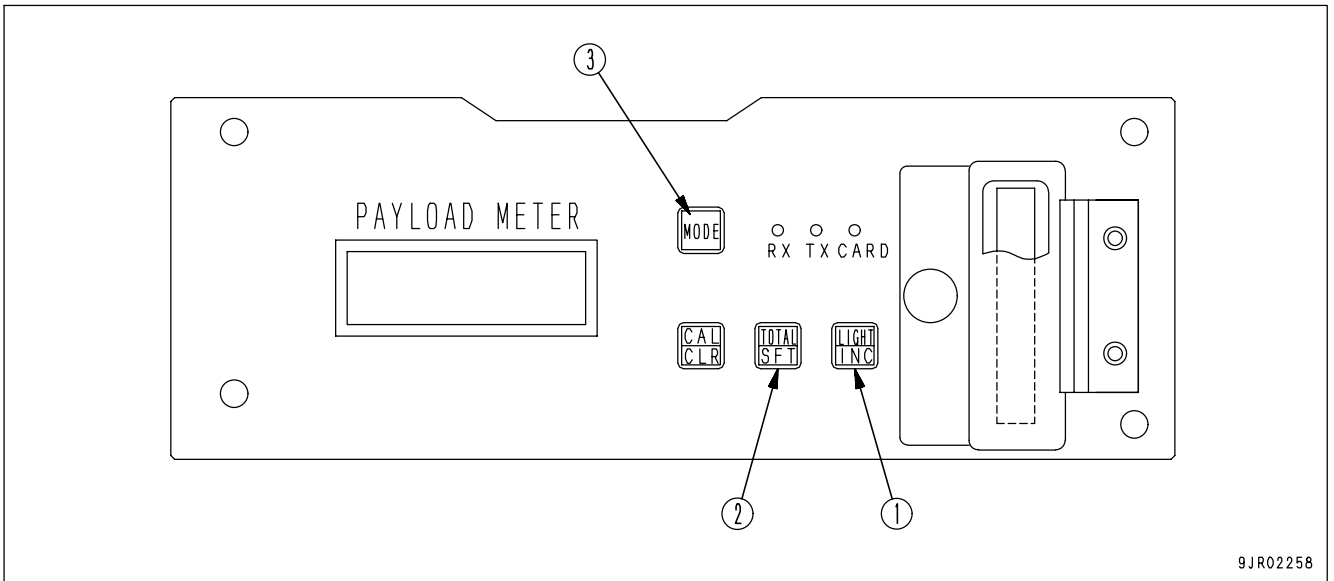 3
PAYLOAD METER
MODE
RX TX CARD
CAL
CLR
TOTAL
SFT
LIGHT
INC
2
1
9JR02258